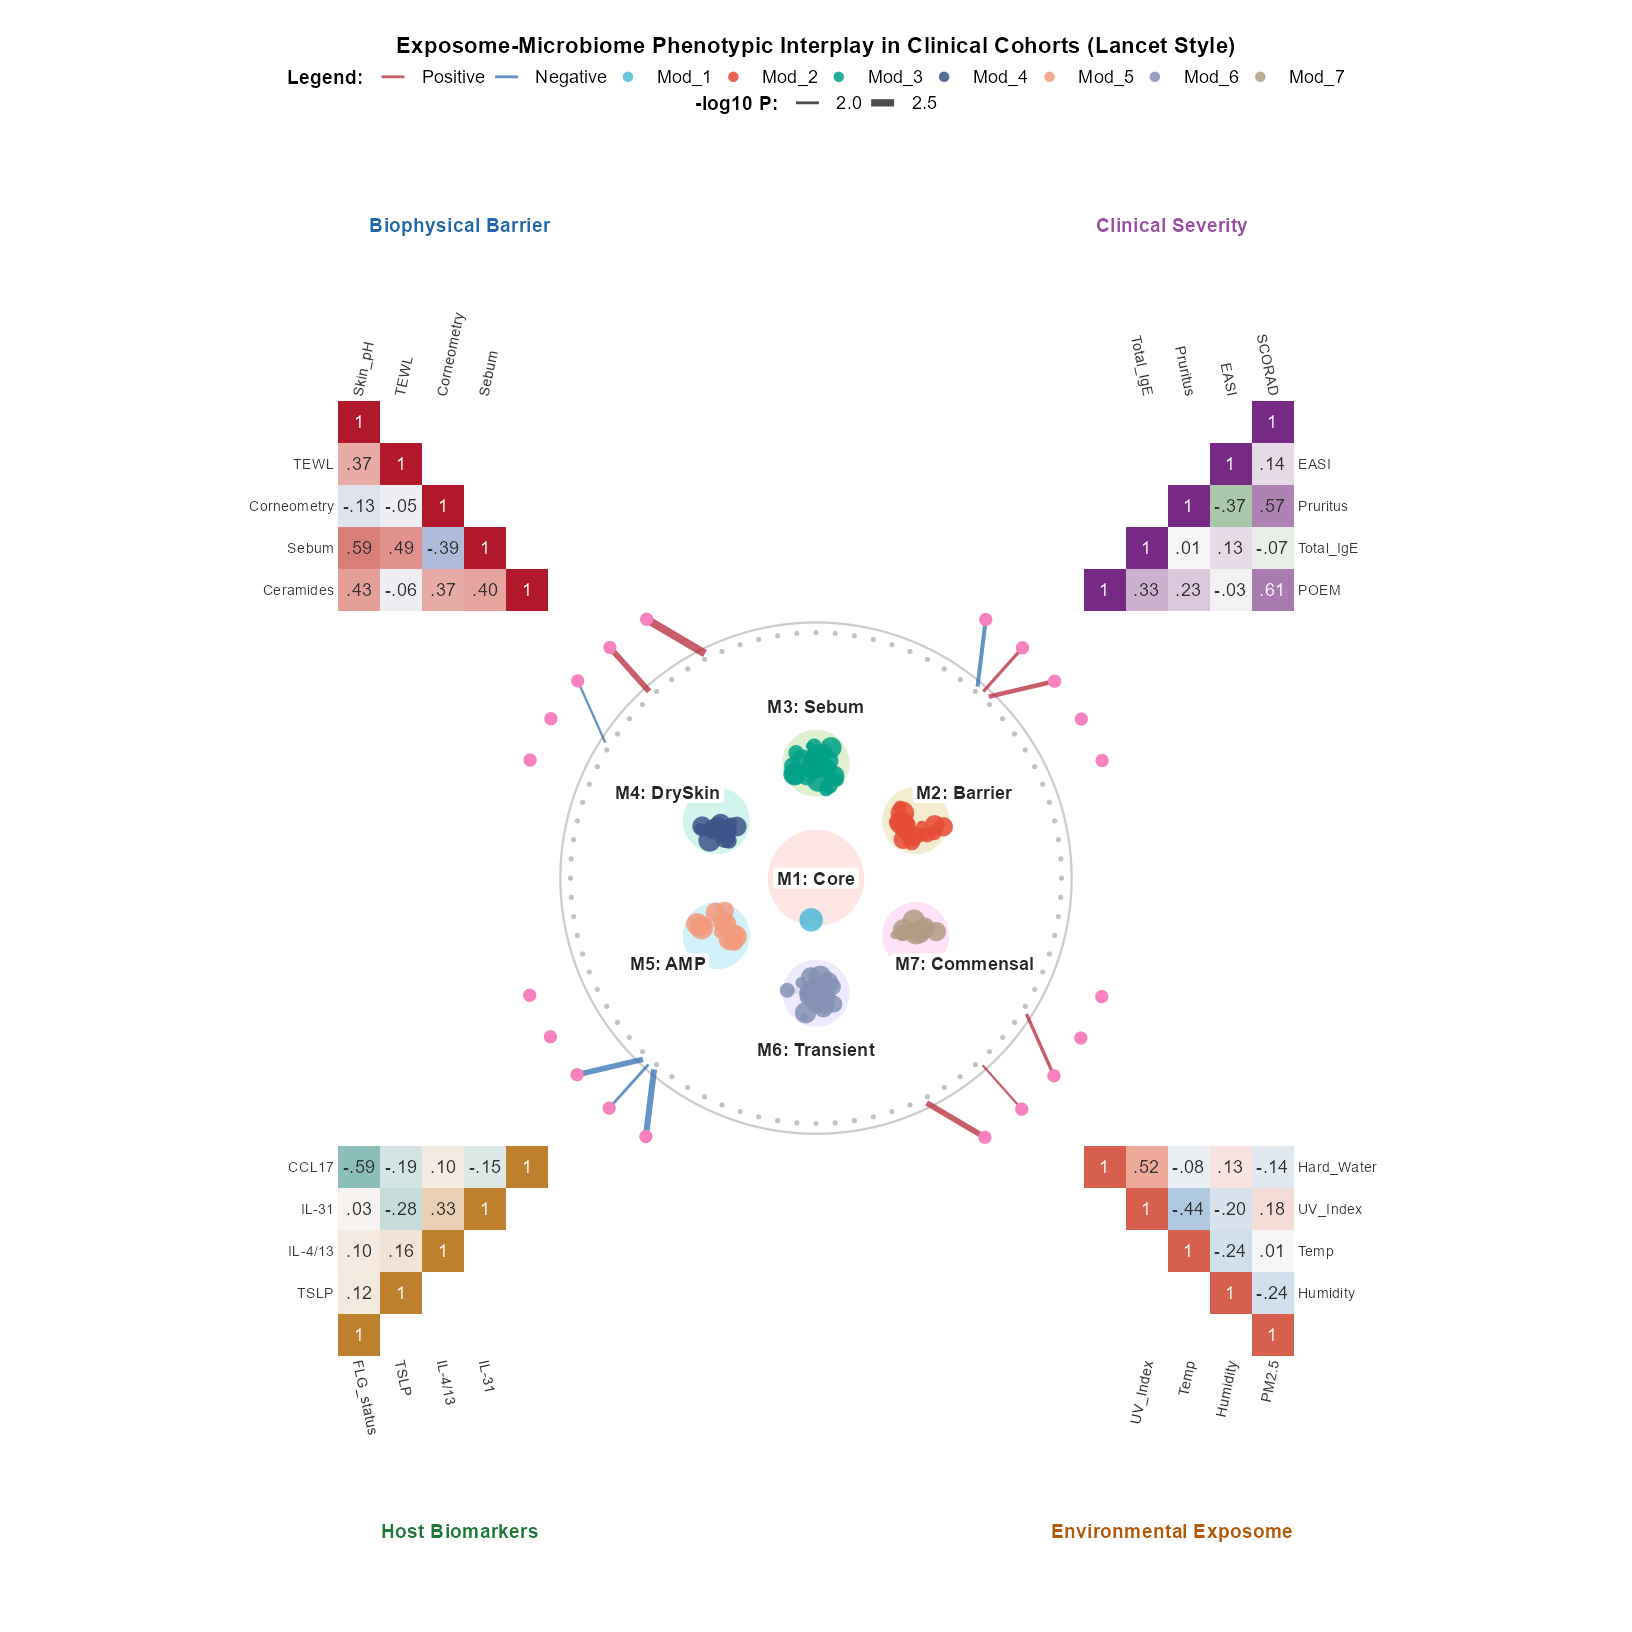 Exposome-Microbiome Phenotypic Interplay in Clinical Cohorts (Lancet Style)
Legend: Positive Negative Mod_1 Mod_2 Mod_3 Mod_4 Mod_5 Mod_6 Mod_7
-log10 P: 2.0 2.5
Biophysical Barrier
Skin_pH TEWL Corneometry Sebum
1
TEWL .37 1
Corneometry -.13 -.05 1
Sebum .59 .49 -.39 1
Ceramides .43 -.06 .37 .40 1
Clinical Severity
Total_IgE Pruritus EASI SCORAD
1
1 .14 EASI
1 -.37 .57 Pruritus
1 .01 .13 -.07 Total_IgE
1 .33 .23 -.03 .61 POEM
M3: Sebum
M4: DrySkin
M2: Barrier
M1: Core
M5: AMP
M7: Commensal
M6: Transient
CCL17 -.59 -.19 .10 -.15 1
IL-31 .03 -.28 .33 1
IL-4/13 .10 .16 1
TSLP .12 1
1
FLG_status TSLP IL-4/13 IL-31
Host Biomarkers
1 .52 -.08 .13 -.14 Hard_Water
1 -.44 -.20 .18 UV_Index
1 -.24 .01 Temp
1 -.24 Humidity
1
UV_Index Temp Humidity PM2.5
Environmental Exposome